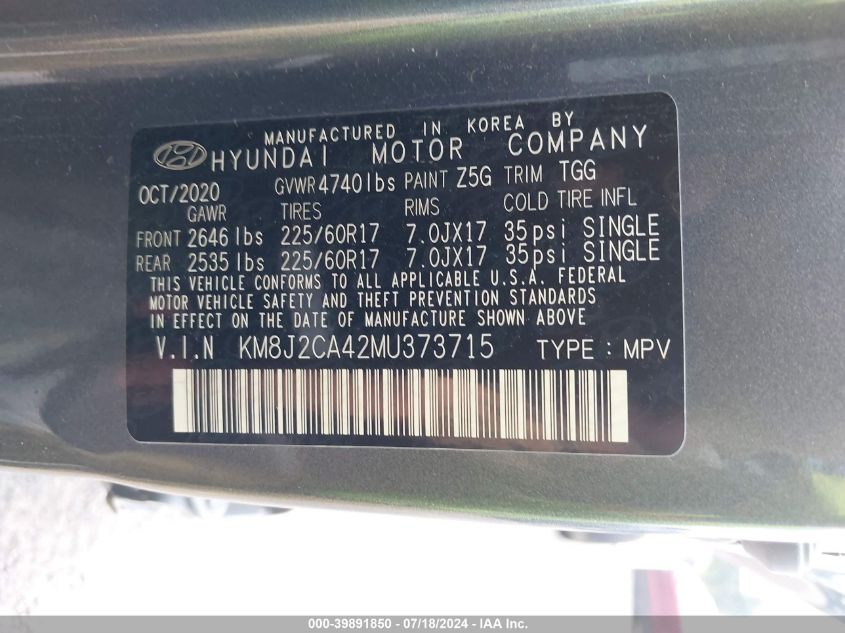 MANUFACTURED IN KOREA BY
HYUNDAI MOTOR COMPANY
OCT/2020 GVWR 4740 lbs PAINT Z5G TRIM TGG
GAWR TIRES RIMS COLD TIRE INFL
FRONT 2646 lbs 225/60R17 7.0JX17 35psi SINGLE
REAR 2535 lbs 225/60R17 7.0JX17 35psi SINGLE
THIS VEHICLE CONFORMS TO ALL APPLICABLE U.S.A. FEDERAL
MOTOR VEHICLE SAFETY AND THEFT PREVENTION STANDARDS
IN EFFECT ON THE DATE OF MANUFACTURE SHOWN ABOVE
V.I.N KM8J2CA42MU373715 TYPE : MPV
000-39891850 - 07/18/2024 - IAA Inc.